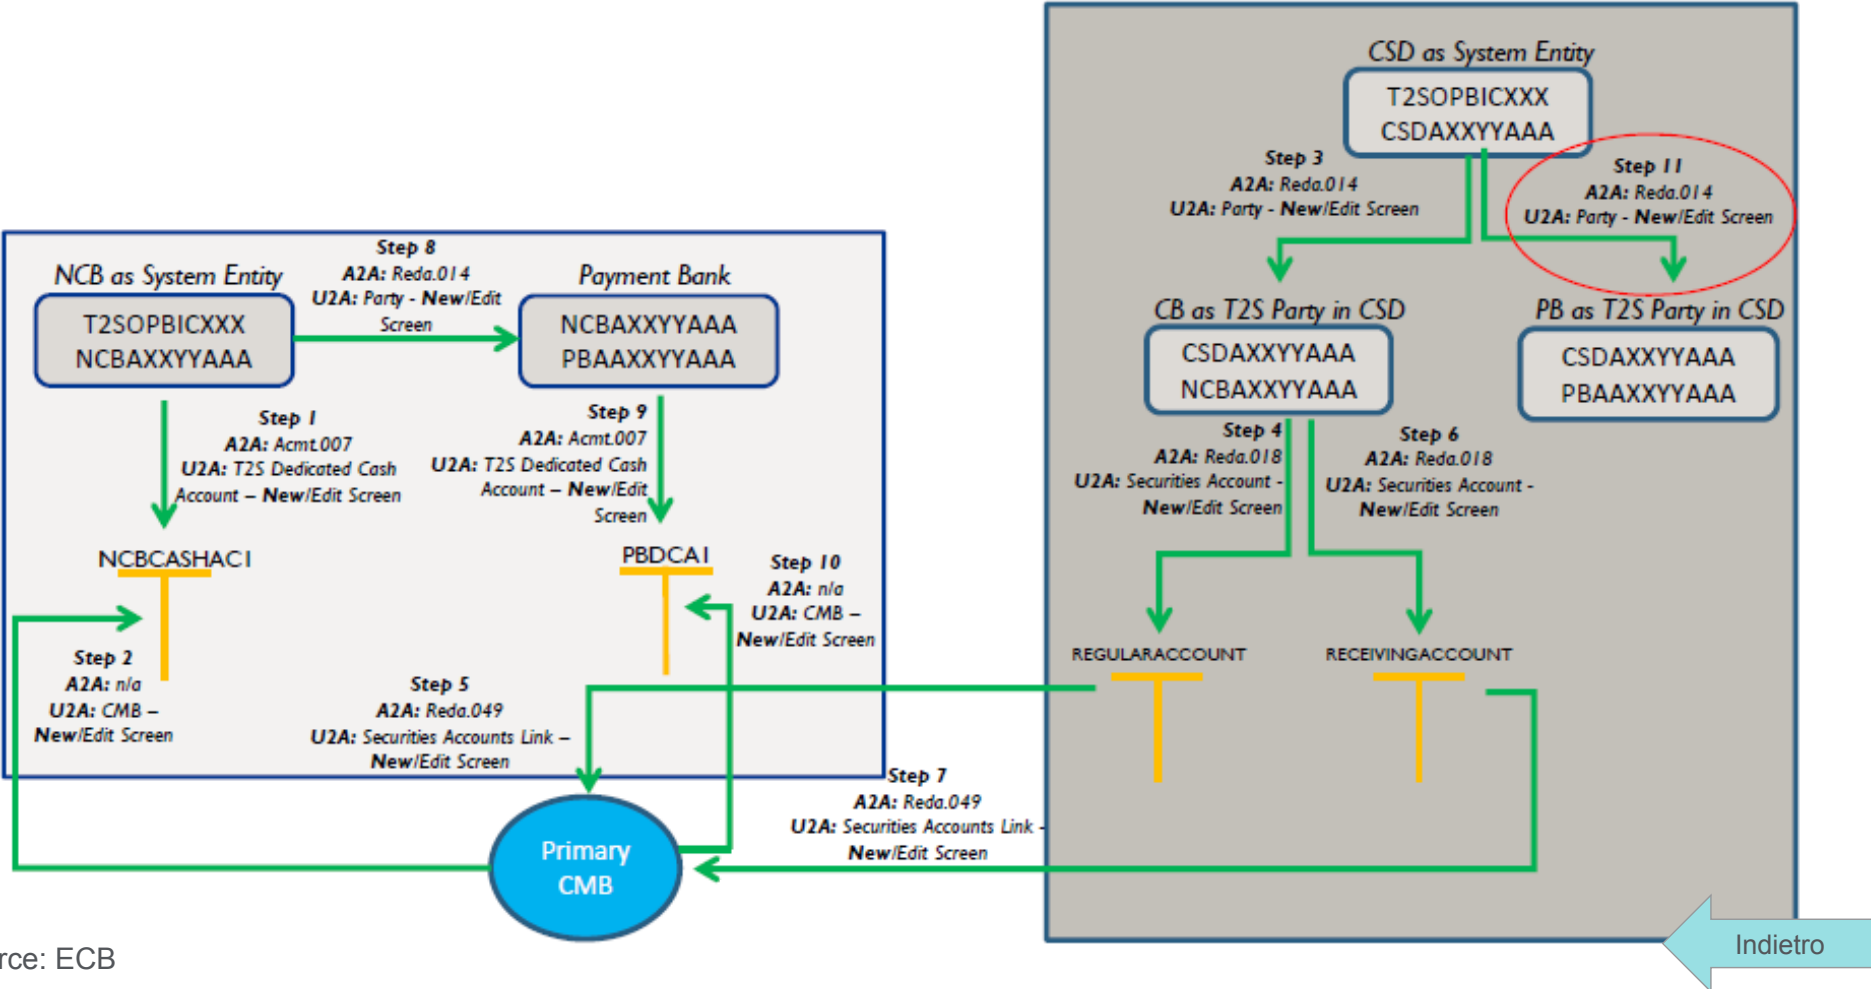 CSD as System Entity
T2SOPBICXXX
CSDAXXYYAAA
Step 3
A2A: Reda.014
U2A: Party - New/Edit Screen
Step 11
A2A: Reda.014
U2A: Party - New/Edit Screen
CB as T2S Party in CSD
CSDAXXYYAAA
NCBAXXYYAAA
PB as T2S Party in CSD
CSDAXXYYAAA
PBAAXXYYAAA
Step 4
A2A: Reda.018
U2A: Securities Account -
New/Edit Screen
Step 6
A2A: Reda.018
U2A: Securities Account -
New/Edit Screen
REGULARACCOUNT
RECEIVINGACCOUNT
NCB as System Entity
T2SOPBICXXX
NCBAXXYYAAA
Step 8
A2A: Reda.014
U2A: Party - New/Edit
Screen
Payment Bank
NCBAXXYYAAA
PBAAXXYYAAA
Step 1
A2A: Acmt.007
U2A: T2S Dedicated Cash
Account – New/Edit Screen
Step 9
A2A: Acmt.007
U2A: T2S Dedicated Cash
Account – New/Edit
Screen
NCBCASHAC1
PBDCA1
Step 10
A2A: n/a
U2A: CMB –
New/Edit Screen
Step 2
A2A: n/a
U2A: CMB –
New/Edit Screen
Step 5
A2A: Reda.049
U2A: Securities Accounts Link –
New/Edit Screen
Step 7
A2A: Reda.049
U2A: Securities Accounts Link -
New/Edit Screen
Primary
CMB
Indietro
rce: ECB